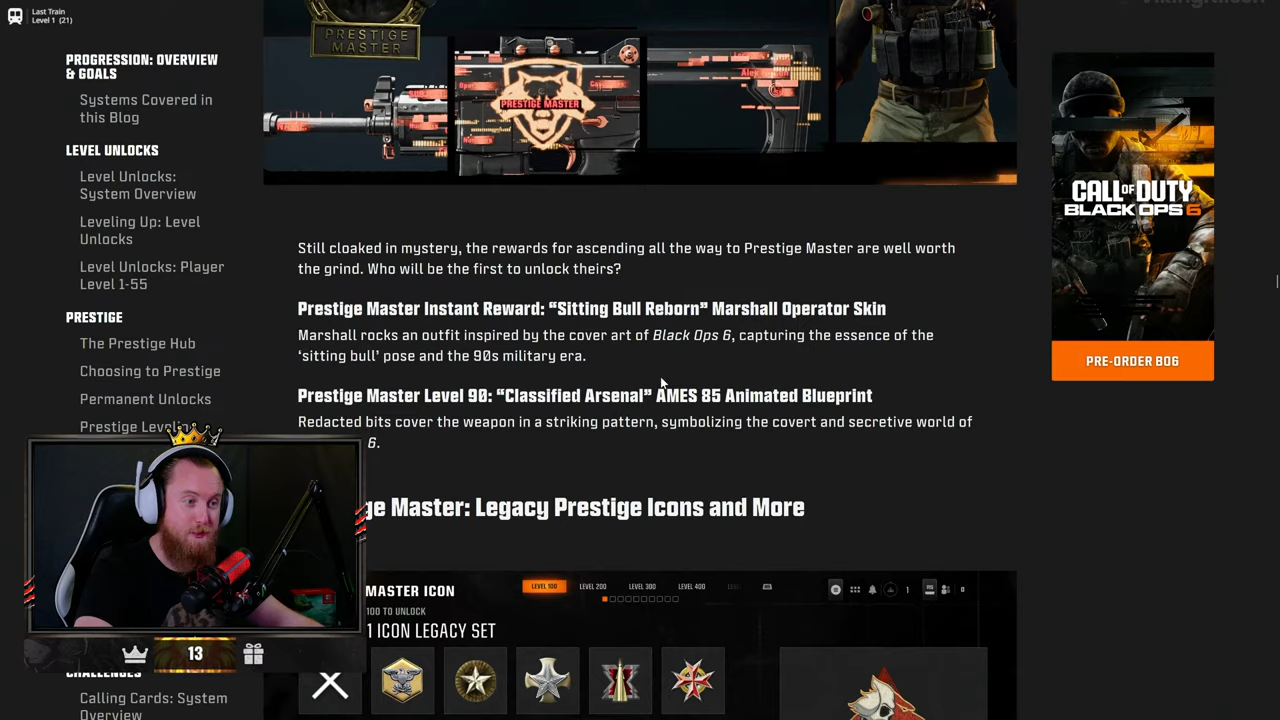 Last Train
Level 1 (21)
PROGRESSION: OVERVIEW
& GOALS
Systems Covered in
this Blog
LEVEL UNLOCKS
Level Unlocks:
System Overview
Leveling Up: Level
Unlocks
Level Unlocks: Player
Level 1-55
PRESTIGE
The Prestige Hub
Choosing to Prestige
Permanent Unlocks
CHALLENGES
Calling Cards: System
Overview
PRESTIGE
MASTER
PRESTIGE MASTER
Still cloaked in mystery, the rewards for ascending all the way to Prestige Master are well worth
the grind. Who will be the first to unlock theirs?
Prestige Master Instant Reward: “Sitting Bull Reborn” Marshall Operator Skin
Marshall rocks an outfit inspired by the cover art of Black Ops 6, capturing the essence of the
‘sitting bull’ pose and the 90s military era.
Prestige Master Level 90: “Classified Arsenal” AMES 85 Animated Blueprint
Redacted bits cover the weapon in a striking pattern, symbolizing the covert and secretive world of
6.
ge Master: Legacy Prestige Icons and More
MASTER ICON
100 TO UNLOCK
1 ICON LEGACY SET
LEVEL 100
LEVEL 200
LEVEL 300
LEVEL 400
1
RS
0
13
CALL OF DUTY
BLACK OPS 6
PRE-ORDER BO6